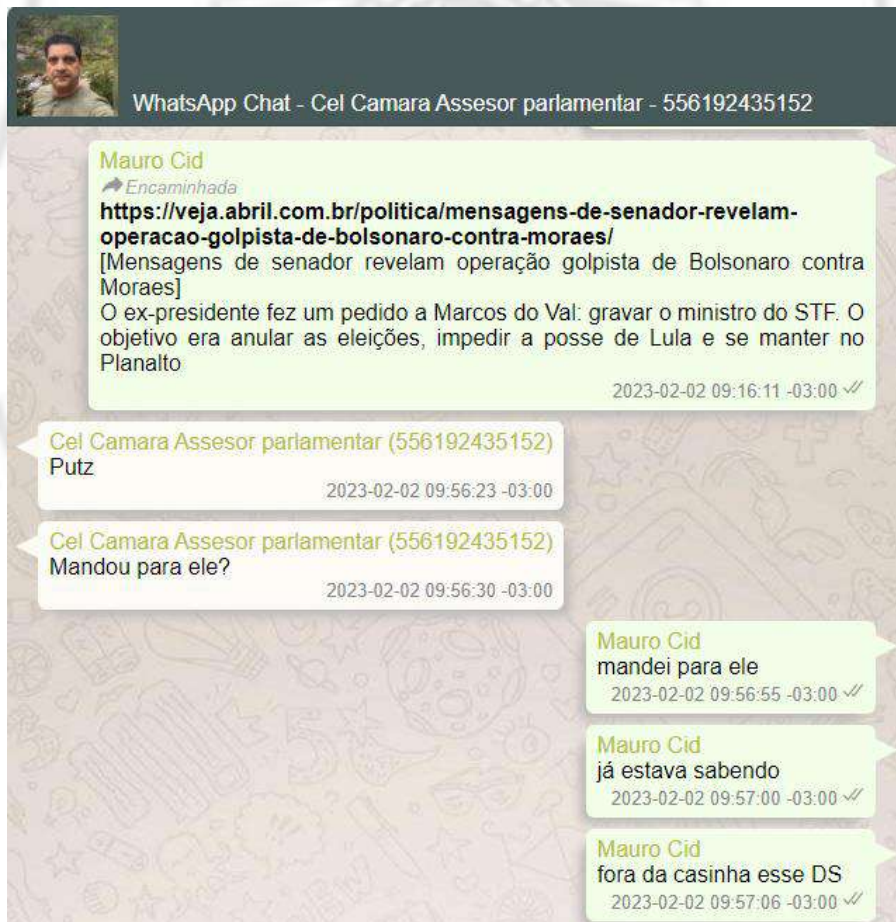 WhatsApp Chat - Cel Camara Assesor parlamentar - 556192435152
Mauro Cid
Encaminhada
https://veja.abril.com.br/politica/mensagens-de-senador-revelam-
operacao-golpista-de-bolsonaro-contra-moraes/
[Mensagens de senador revelam operação golpista de Bolsonaro contra
Moraes]
O ex-presidente fez um pedido a Marcos do Val: gravar o ministro do STF. O
objetivo era anular as eleições, impedir a posse de Lula e se manter no
Planalto
2023-02-02 09:16:11 -03:00
Cel Camara Assesor parlamentar (556192435152)
Putz
2023-02-02 09:56:23 -03:00
Cel Camara Assesor parlamentar (556192435152)
Mandou para ele?
2023-02-02 09:56:30 -03:00
Mauro Cid
mandei para ele
2023-02-02 09:56:55 -03:00
Mauro Cid
já estava sabendo
2023-02-02 09:57:00 -03:00
Mauro Cid
fora da casinha esse DS
2023-02-02 09:57:06 -03:00